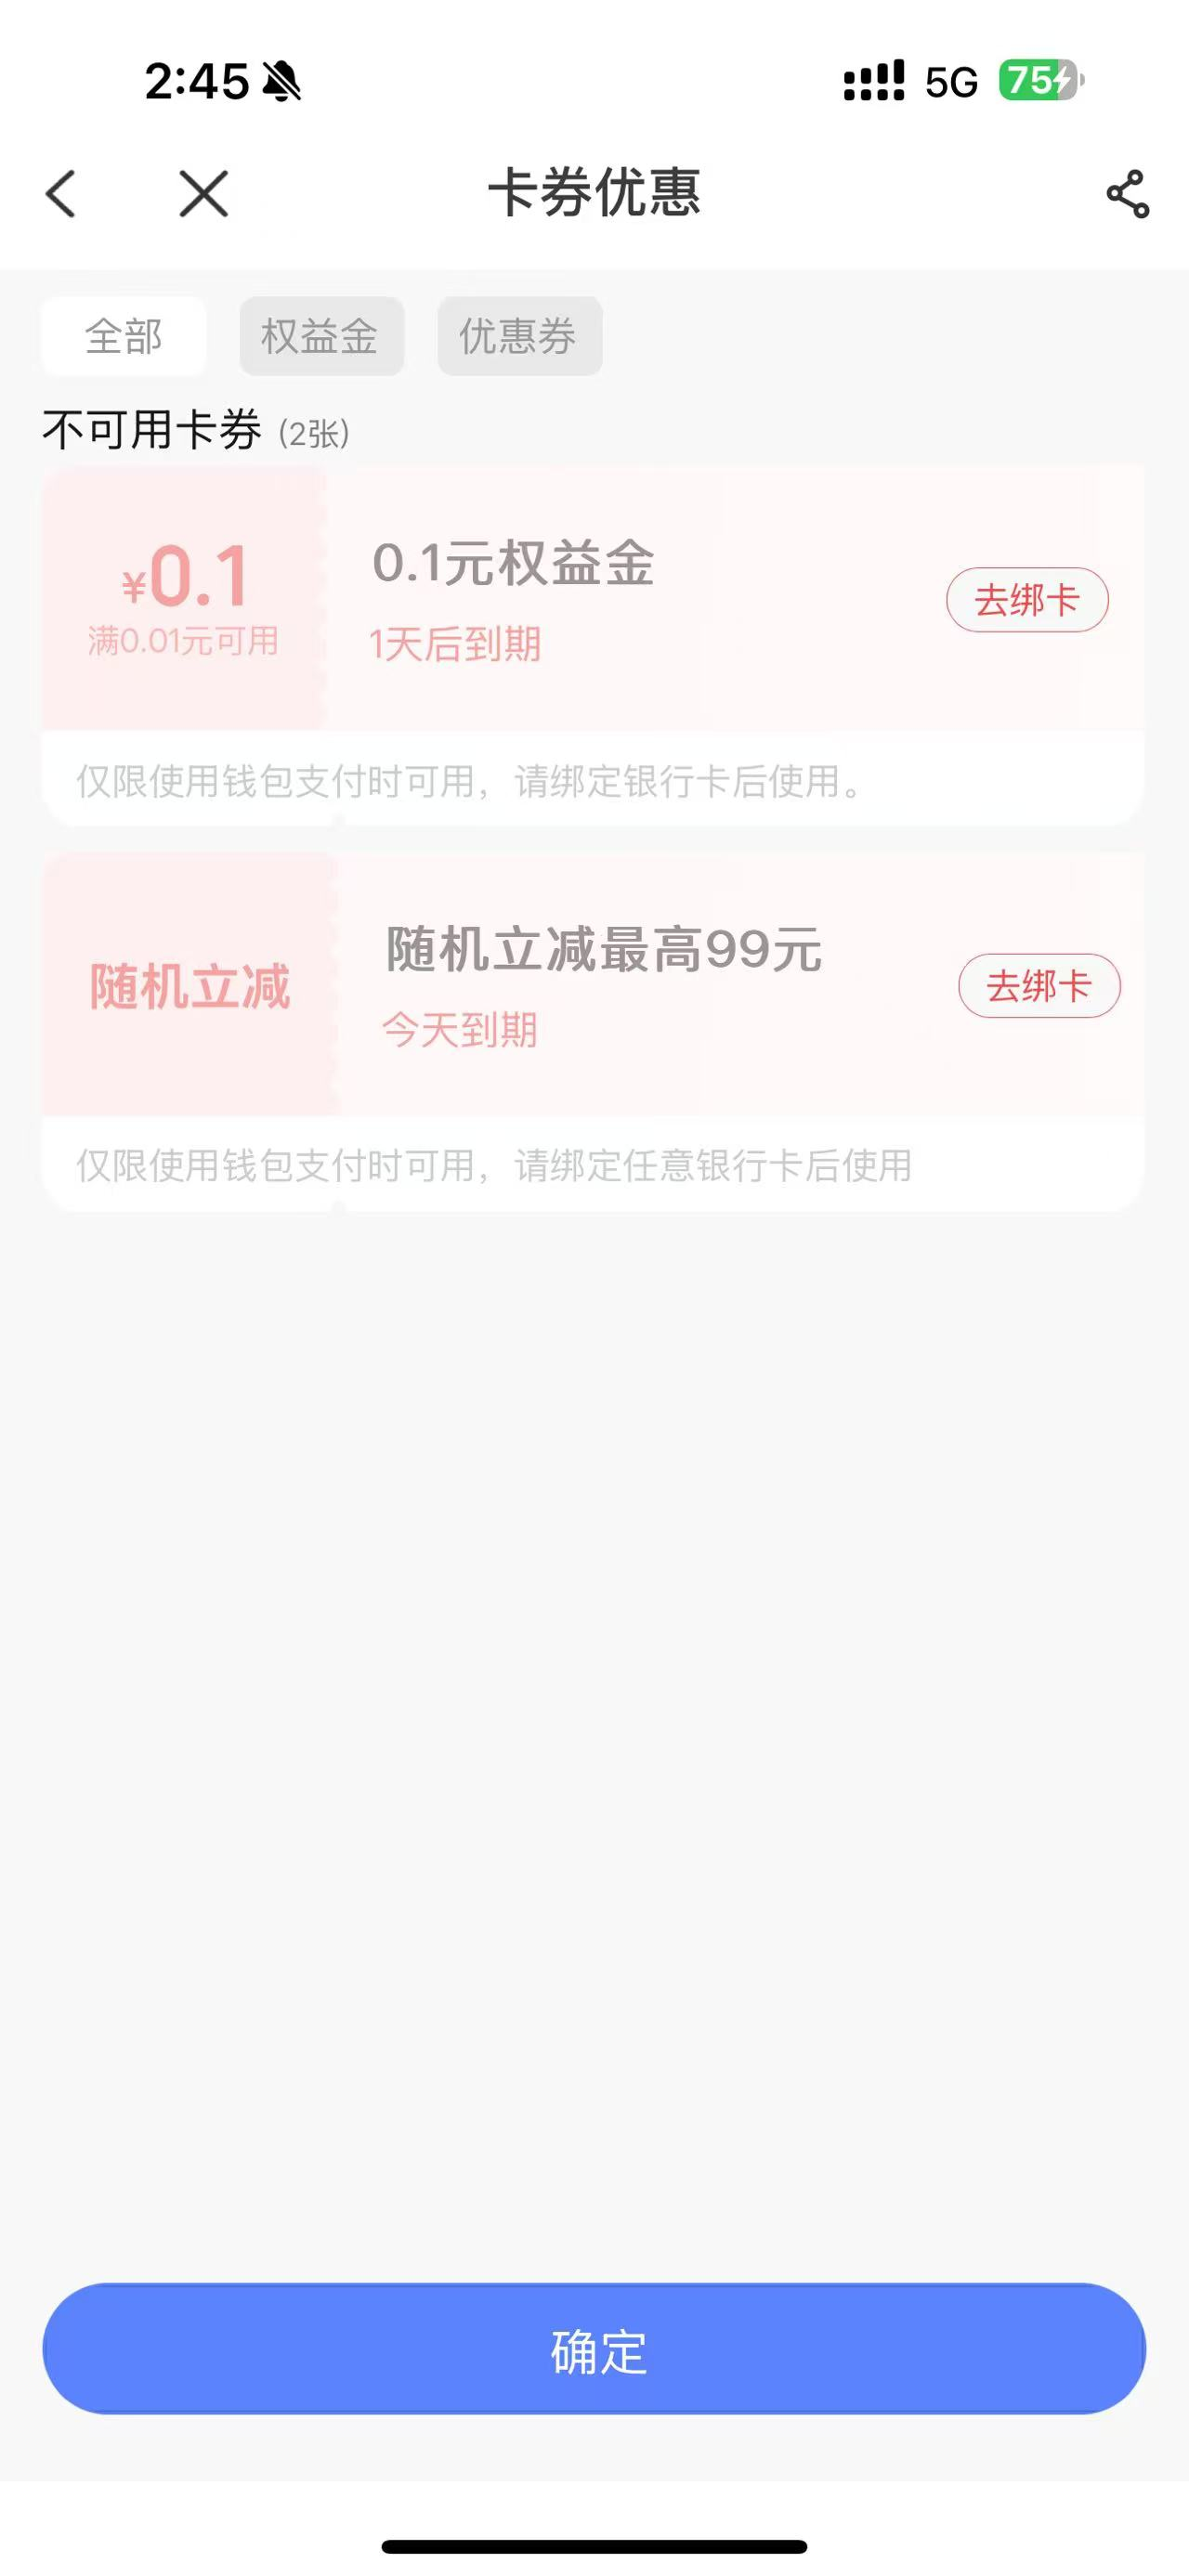 2:45
5G 75
卡券优惠
全部 权益金 优惠券
不可用卡券 (2张)
¥0.1
满0.01元可用
0.1元权益金
1天后到期
去绑卡
仅限使用钱包支付时可用，请绑定银行卡后使用。
随机立减
随机立减最高99元
今天到期
去绑卡
仅限使用钱包支付时可用，请绑定任意银行卡后使用
确定